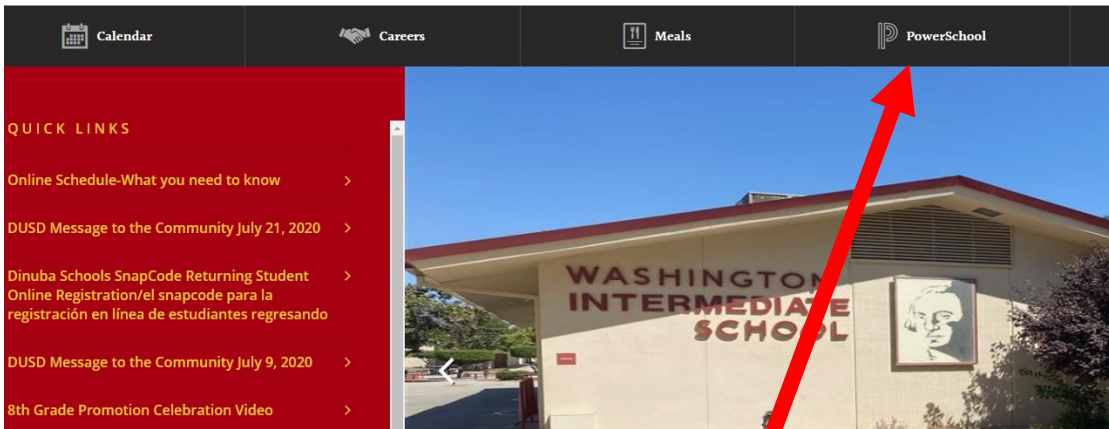 Calendar
Careers
Meals
PowerSchool
QUICK LINKS
Online Schedule-What you need to know
DUSD Message to the Community July 21, 2020
Dinuba Schools SnapCode Returning Student
Online Registration/el snapcode para la
registración en línea de estudiantes regresando
DUSD Message to the Community July 9, 2020
8th Grade Promotion Celebration Video
WASHINGTON
INTERMEDIATE
SCHOOL